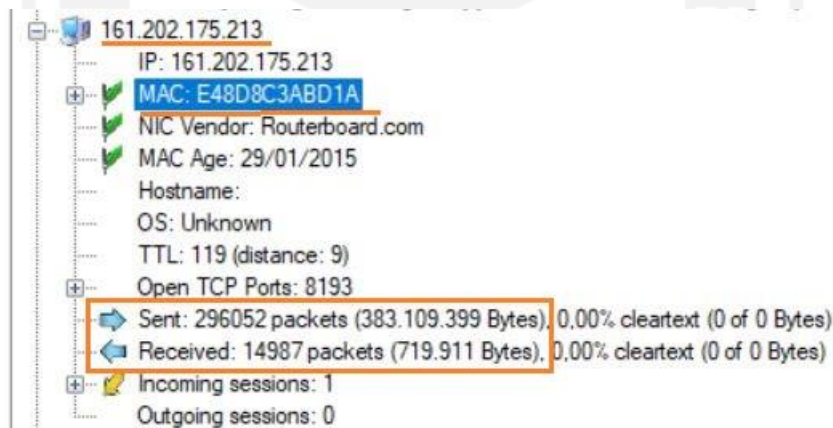 161.202.175.213
IP: 161.202.175.213
MAC: E48D8C3ABD1A
NIC Vendor: Routerboard.com
MAC Age: 29/01/2015
Hostname:
OS: Unknown
TTL: 119 (distance: 9)
Open TCP Ports: 8193
Sent: 296052 packets (383.109.399 Bytes), 0,00% cleartext (0 of 0 Bytes)
Received: 14987 packets (719.911 Bytes), 0,00% cleartext (0 of 0 Bytes)
Incoming sessions: 1
Outgoing sessions: 0